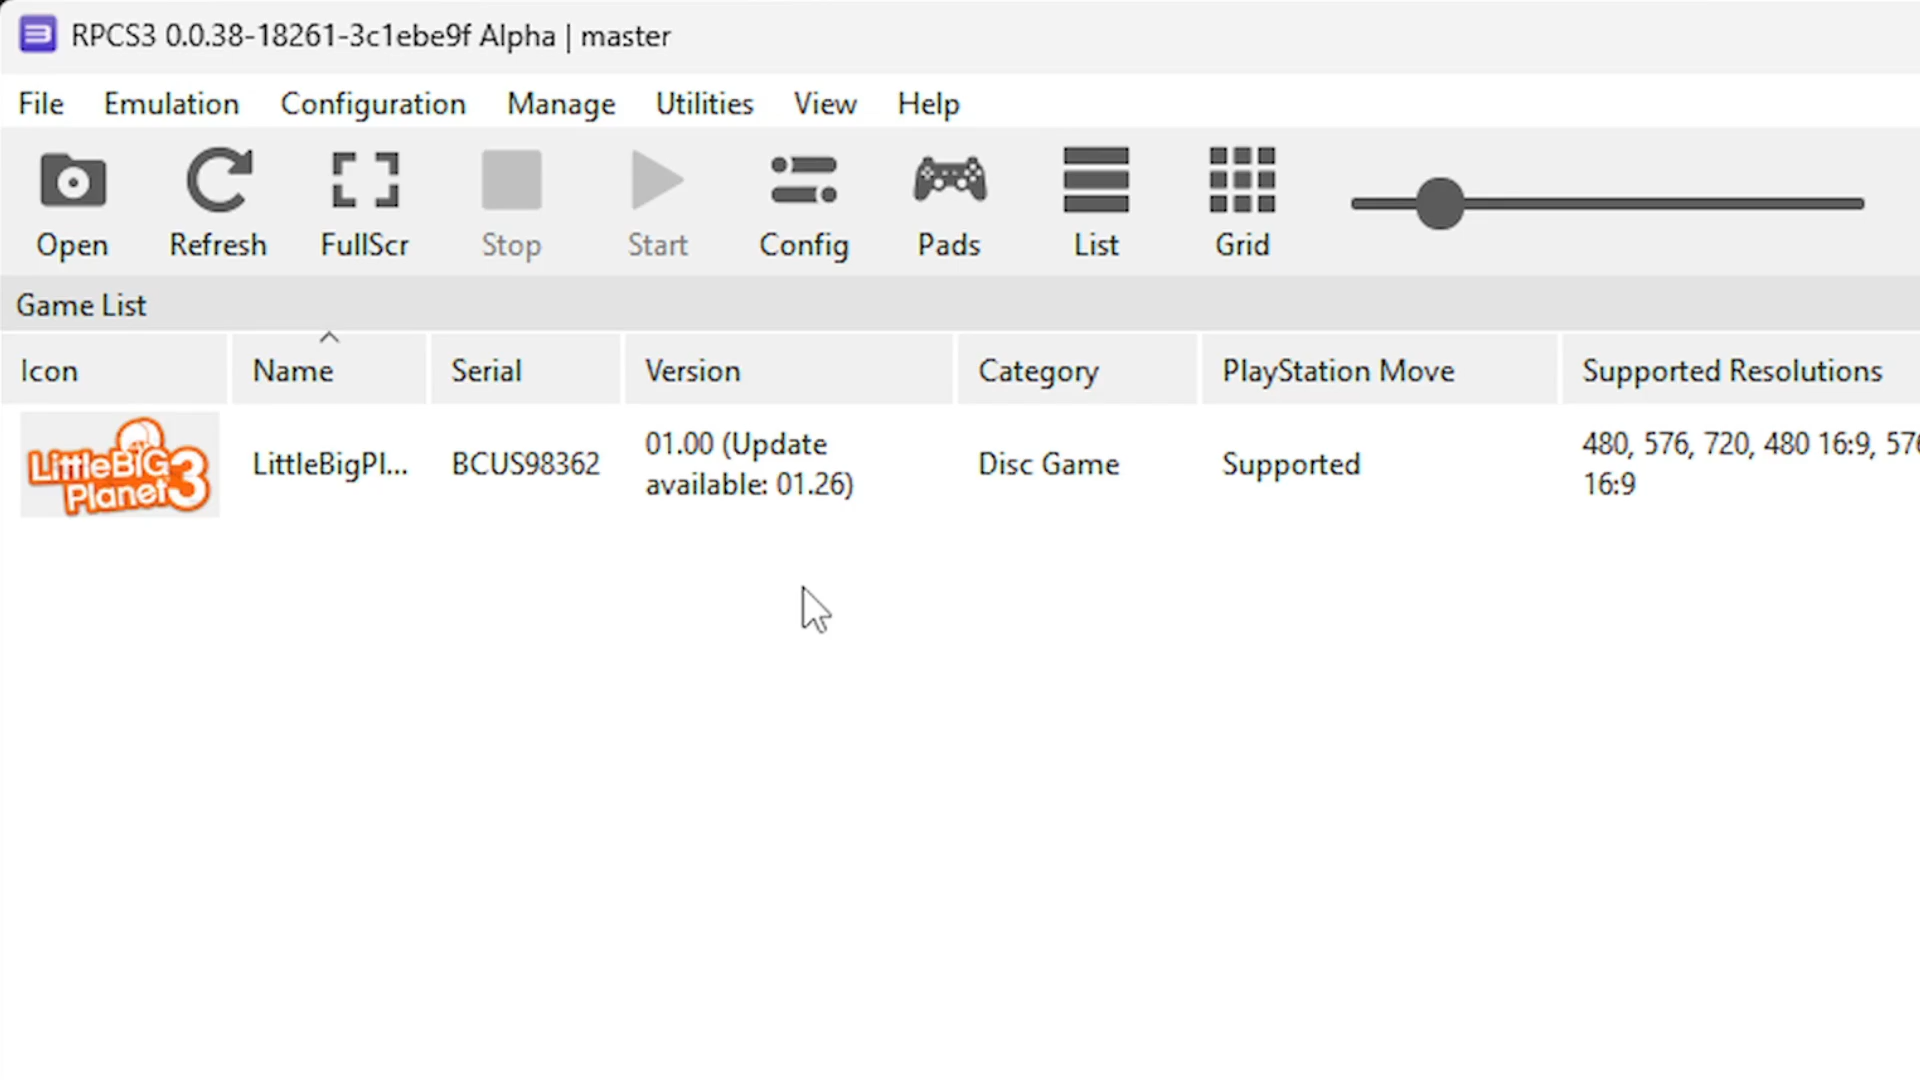 RPCS3 0.0.38-18261-3c1ebe9f Alpha | master
File Emulation Configuration Manage Utilities View Help
Open Refresh FullScr Stop Start Config Pads List Grid
Game List
Icon Name Serial Version Category PlayStation Move Supported Resolutions
LittleBIG
Planet 3
LittleBigPl...
BCUS98362
01.00 (Update
available: 01.26)
Disc Game
Supported
480, 576, 720, 480 16:9, 576
16:9